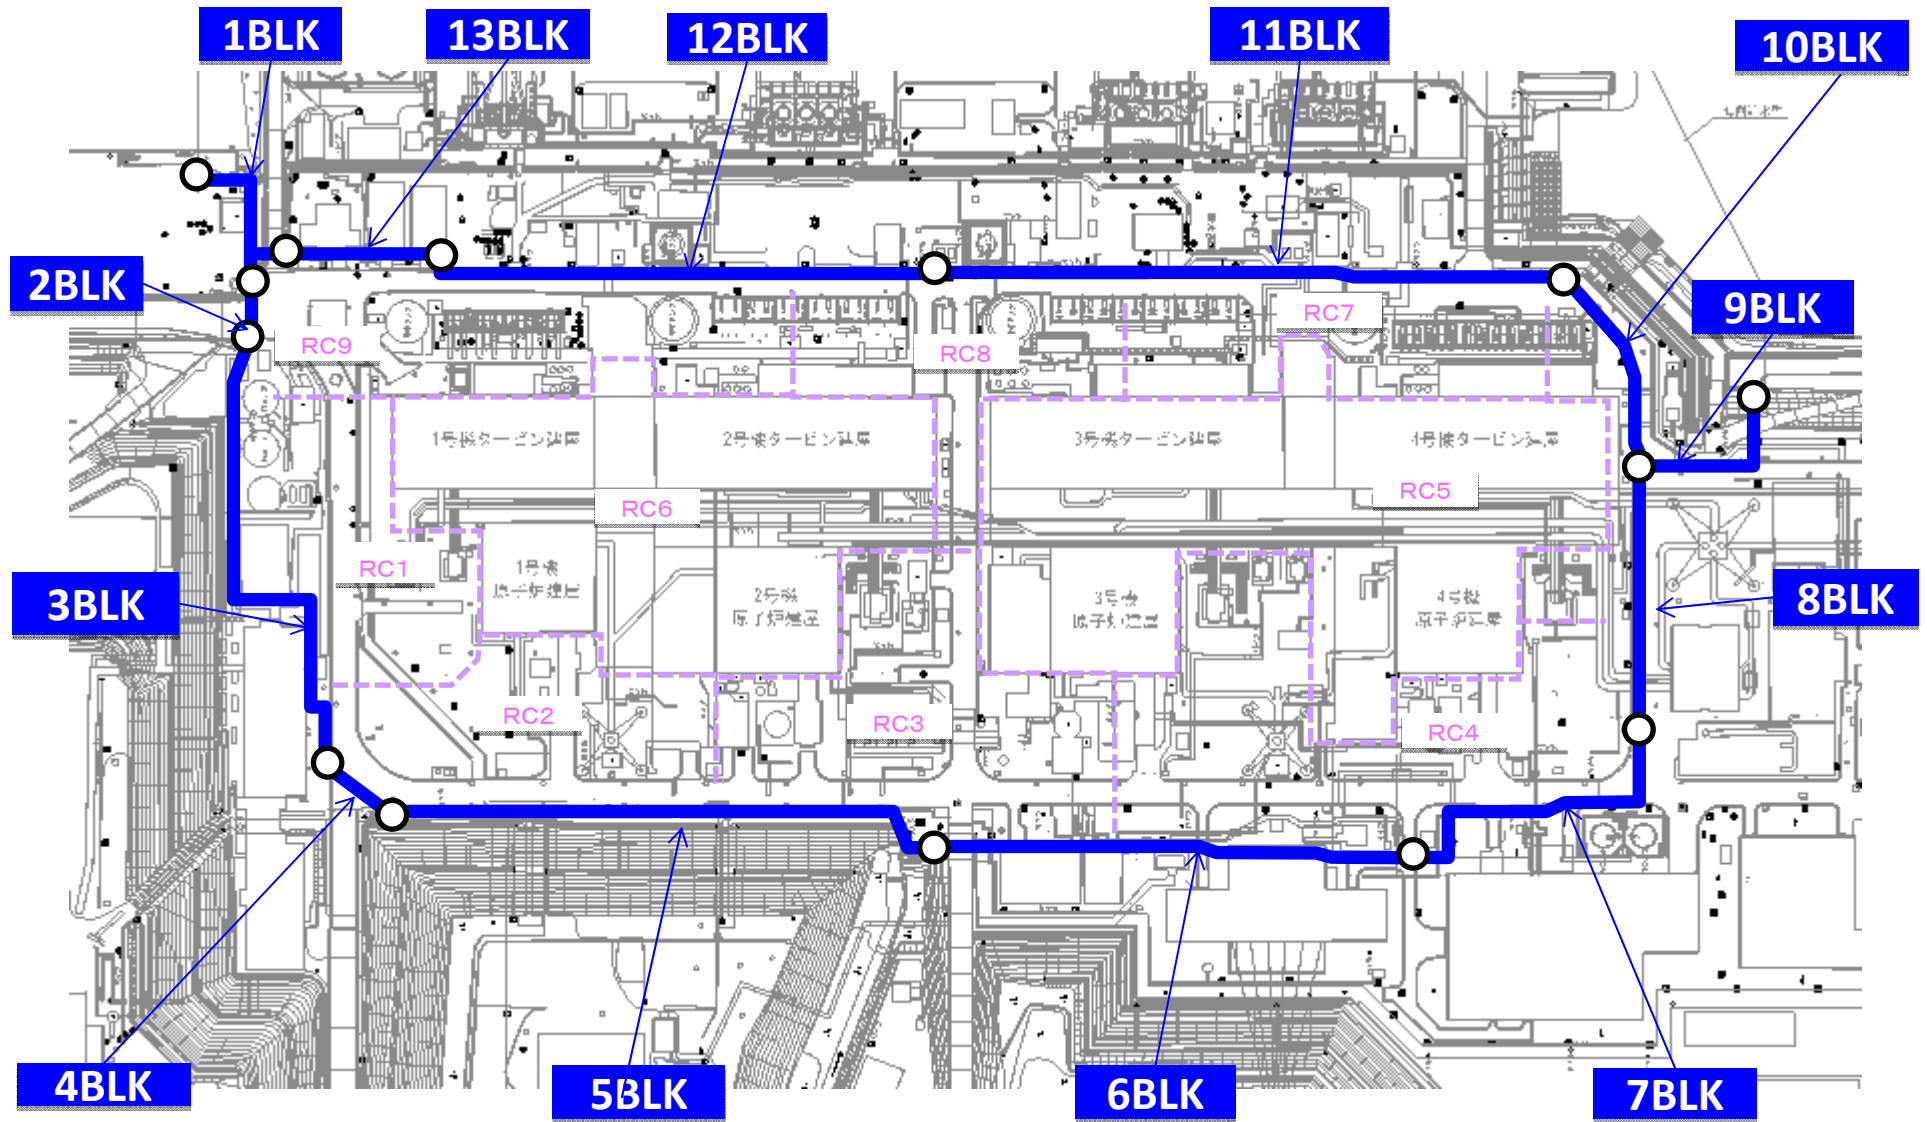 1BLK
13BLK
12BLK
11BLK
10BLK
2BLK
9BLK
RC9
RC8
RC7
1号機タービン建屋
2号機タービン建屋
3号機タービン建屋
4号機タービン建屋
RC6
RC5
RC1
1号機
原子炉建屋
2号機
原子炉建屋
3号機
原子炉建屋
4号機
原子炉建屋
3BLK
8BLK
RC2
RC3
RC4
4BLK
5BLK
6BLK
7BLK